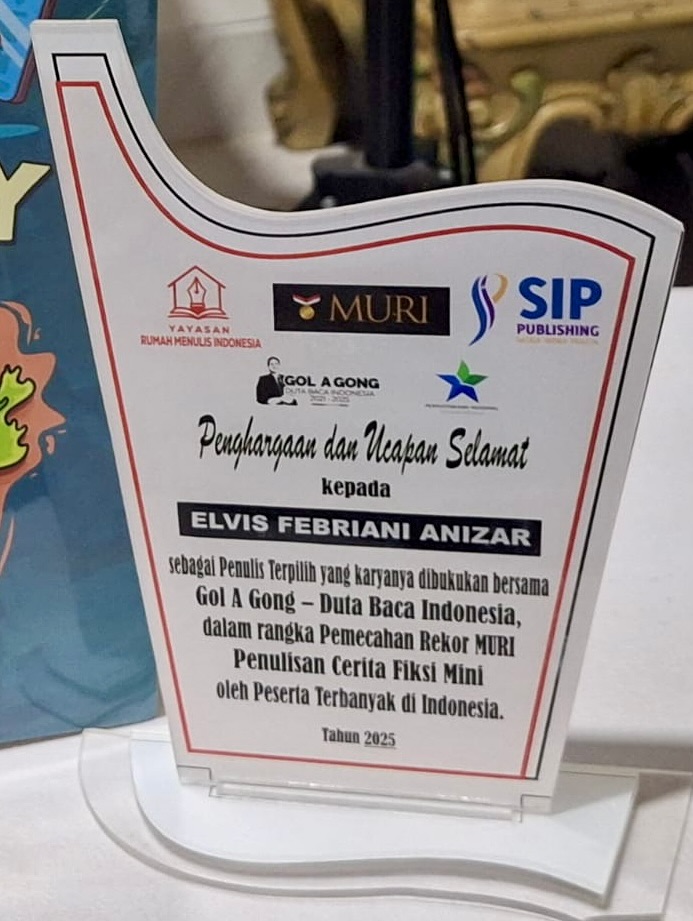 Y
YAYASAN
RUMAH MENULIS INDONESIA
MURI
SIP
PUBLISHING
GOL A GONG
DUTA BACA INDONESIA
2021 - 2025
Penghargaan dan Ucapan Selamat
kepada
ELVIS FEBRIANI ANIZAR
sebagai Penulis Terpilih yang karyanya dibukukan bersama
Gol A Gong – Duta Baca Indonesia,
dalam rangka Pemecahan Rekor MURI
Penulisan Cerita Fiksi Mini
oleh Peserta Terbanyak di Indonesia.
Tahun 2025